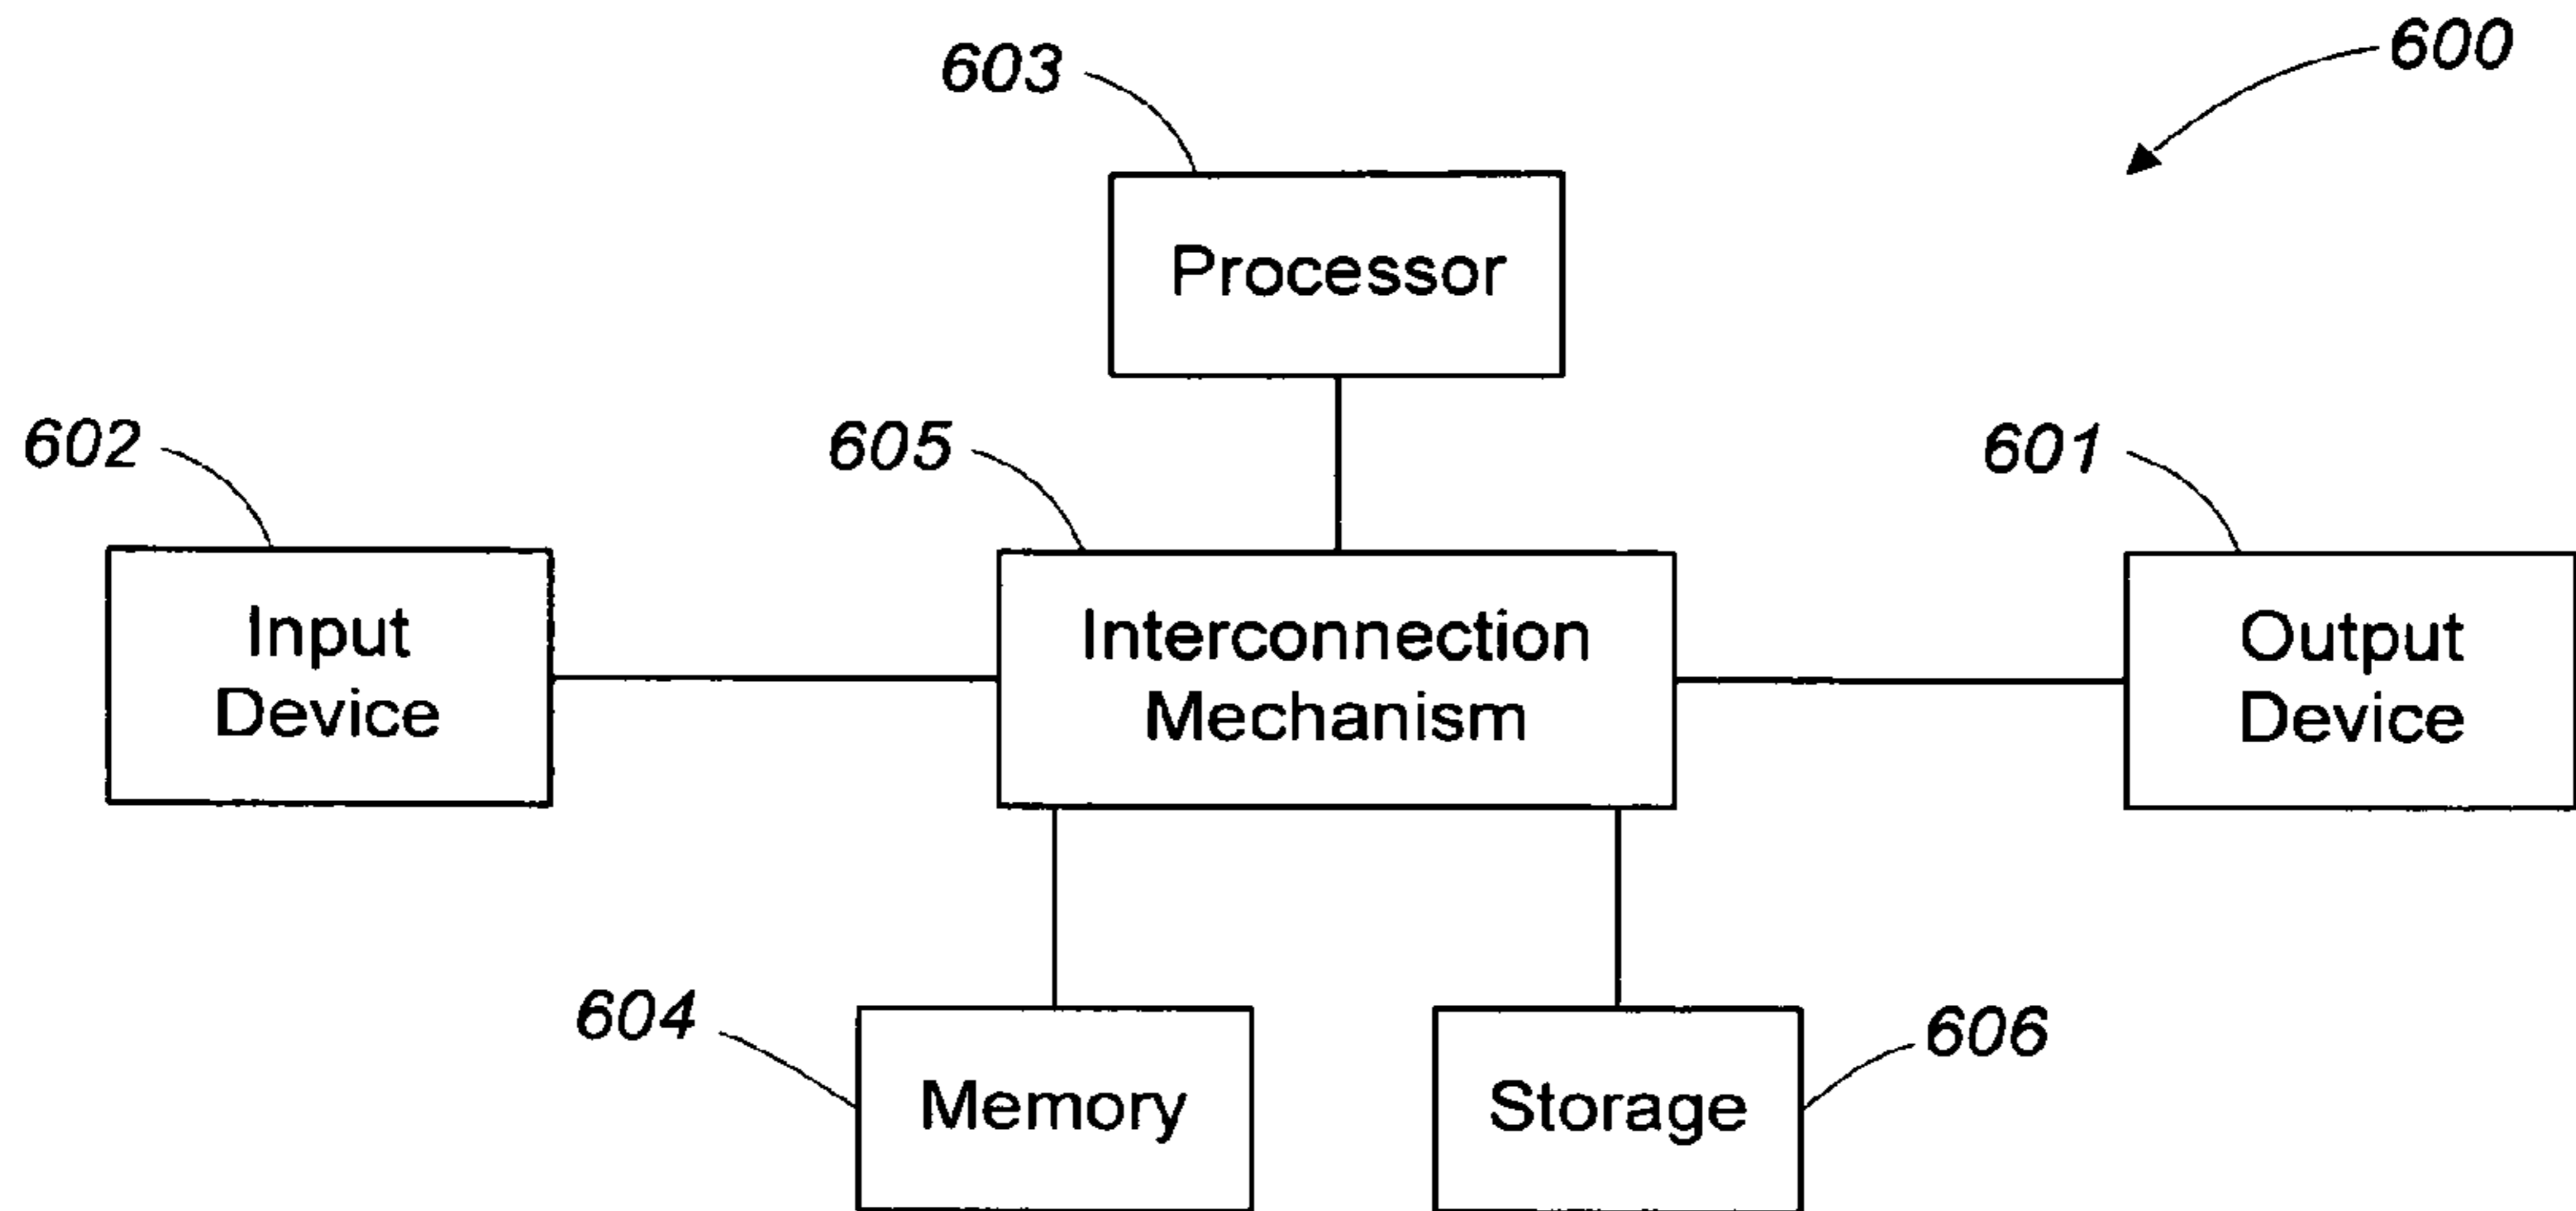 600
603
Processor
602
605
601
Input
Device
Interconnection
Mechanism
Output
Device
604
606
Memory
Storage